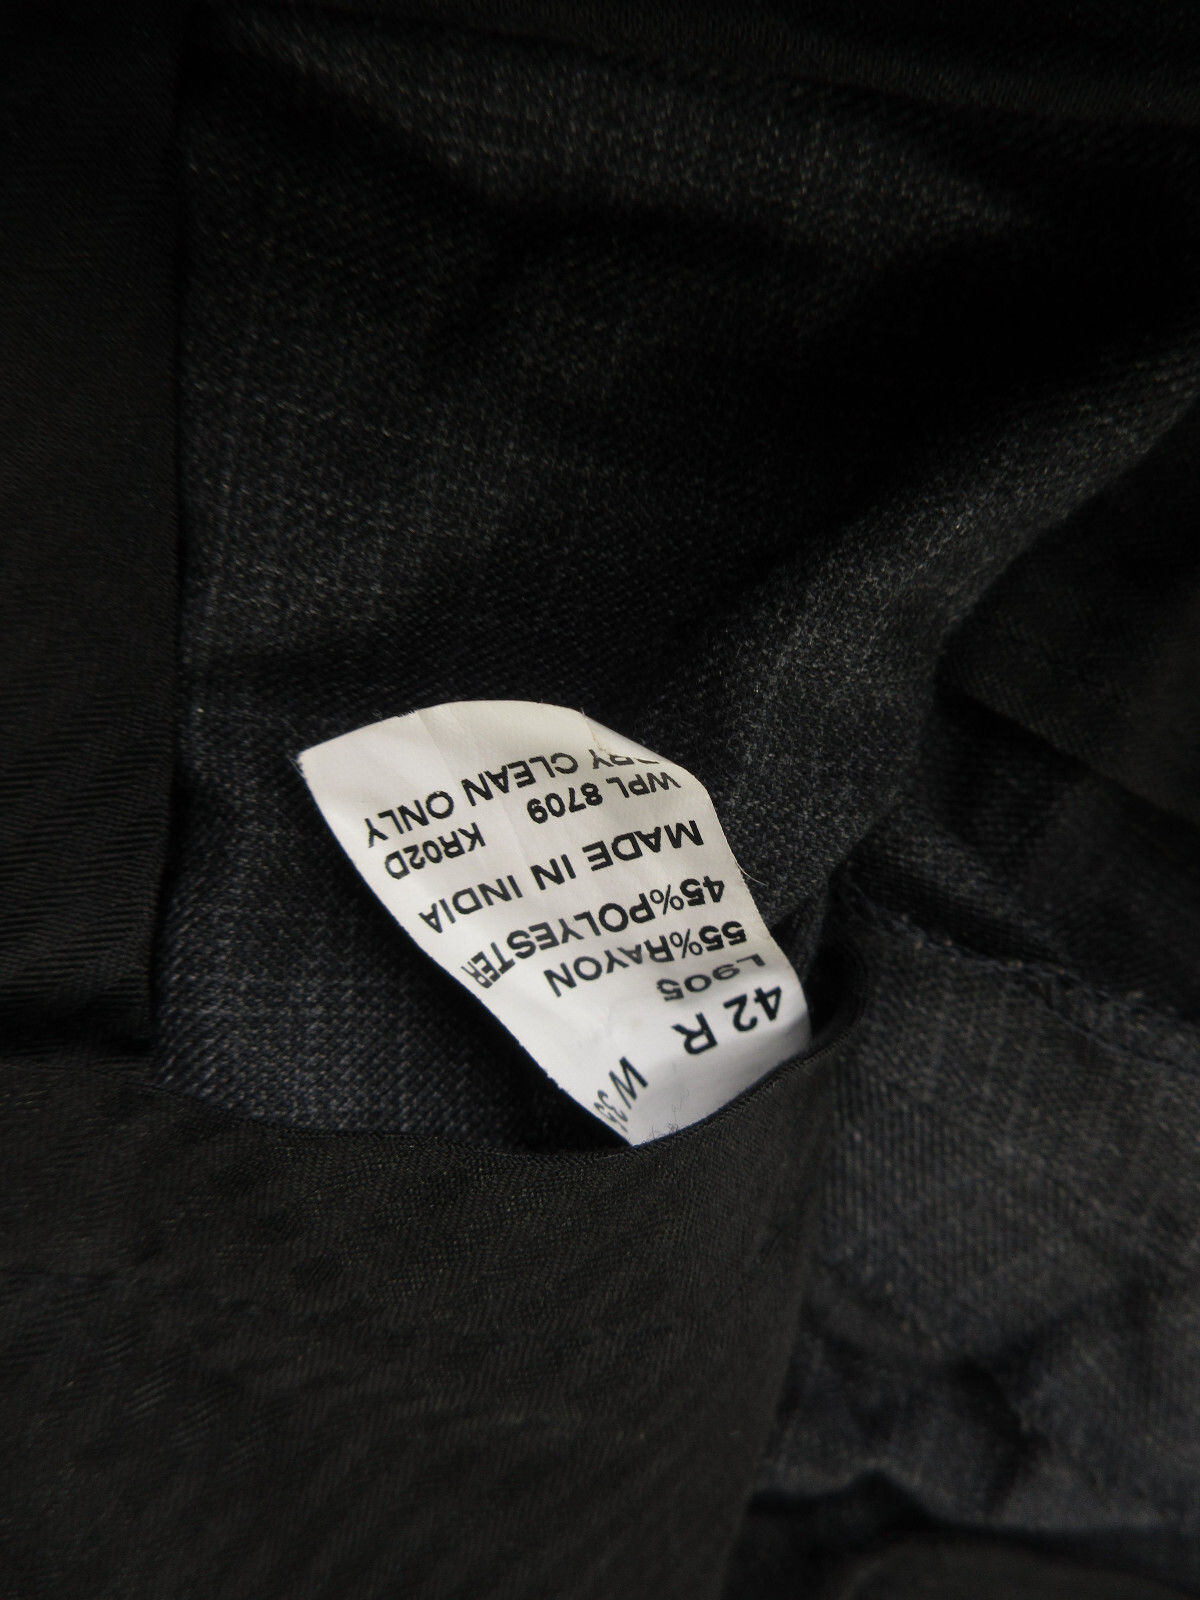 42 R
L905
55%RAYON
45%POLYESTER
MADE IN INDIA
WPL 8709 KR02D
DRY CLEAN ONLY